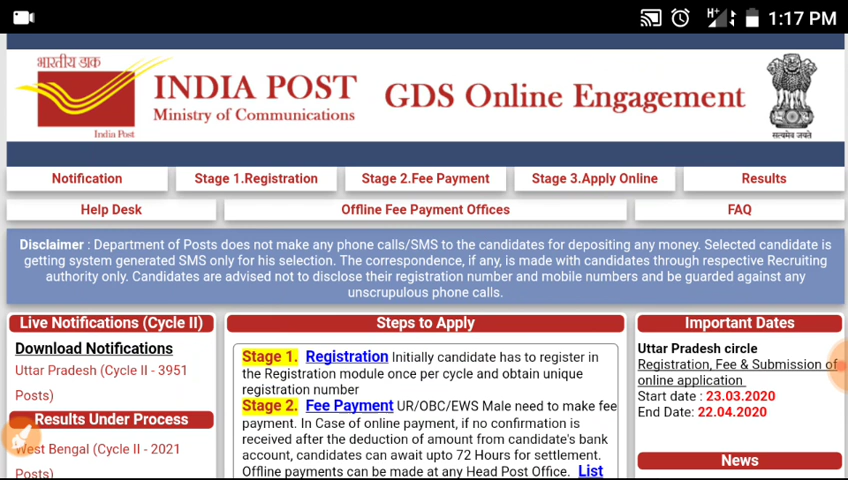 H+
1:17 PM
भारतीय डाक
India Post
INDIA POST
Ministry of Communications
GDS Online Engagement
सत्यमेव जयते
Notification
Stage 1.Registration
Stage 2.Fee Payment
Stage 3.Apply Online
Results
Help Desk
Offline Fee Payment Offices
FAQ
Disclaimer : Department of Posts does not make any phone calls/SMS to the candidates for depositing any money. Selected candidate is
getting system generated SMS only for his selection. The correspondence, if any, is made with candidates through respective Recruiting
authority only. Candidates are advised not to disclose their registration number and mobile numbers and be guarded against any
unscrupulous phone calls.
Live Notifications (Cycle II)
Download Notifications
Uttar Pradesh (Cycle II - 3951
Posts)
Results Under Process
West Bengal (Cycle II - 2021
Posts)
Steps to Apply
Stage 1. Registration Initially candidate has to register in
the Registration module once per cycle and obtain unique
registration number
Stage 2. Fee Payment UR/OBC/EWS Male need to make fee
payment. In Case of online payment, if no confirmation is
received after the deduction of amount from candidate's bank
account, candidates can await upto 72 Hours for settlement.
Offline payments can be made at any Head Post Office. List
Important Dates
Uttar Pradesh circle
Registration, Fee & Submission of
online application
Start date : 23.03.2020
End Date: 22.04.2020
News